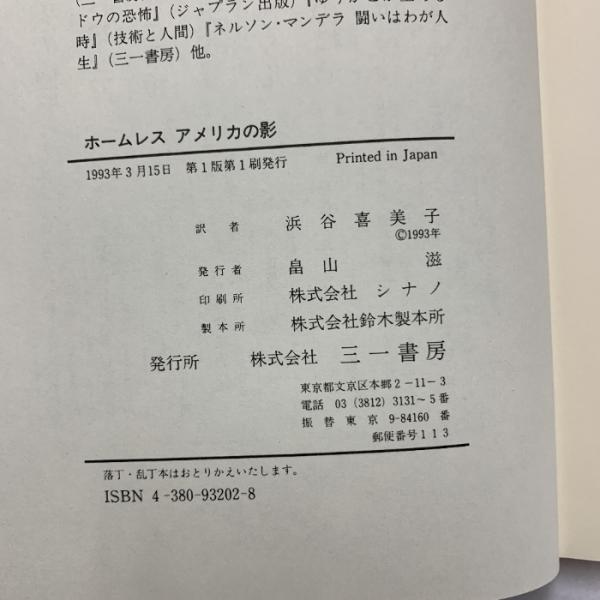 ドウの恐怖』(ジャプラン出版)『
時』(技術と人間)『ネルソン・マンデラ 闘いはわが人
生』(三一書房)他。
ホームレス アメリカの影
1993年3月15日 第1版第1刷発行 Printed in Japan
訳者 浜谷喜美子
©1993年
発行者 畠山滋
印刷所 株式会社 シナノ
製本所 株式会社鈴木製本所
発行所 株式会社 三一書房
東京都文京区本郷2-11-3
電話 03(3812)3131〜5番
振替東京9-84160番
郵便番号113
落丁・乱丁本はおとりかえいたします。
ISBN 4-380-93202-8